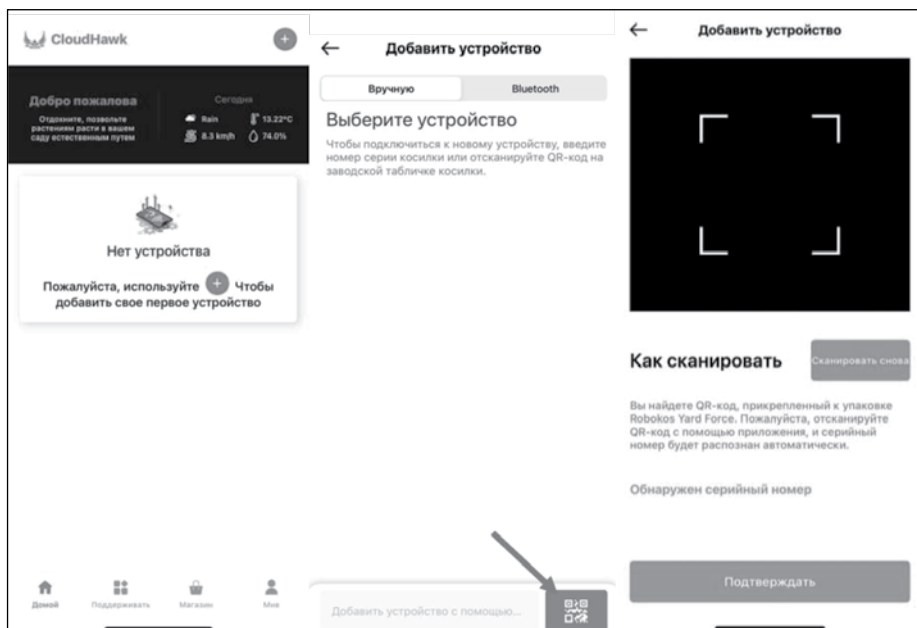 CloudHawk
Добро пожалова
Отдохните, позвольте
растениям расти в вашем
саду естественным путем
Сегодня
Rain
13.22°C
8.3 km/h
74.0%
Нет устройства
Пожалуйста, используйте + Чтобы
добавить свое первое устройство
Домой
Поддерживать
Магазин
Мне
Добавить устройство
Вручную
Bluetooth
Выберите устройство
Чтобы подключиться к новому устройству, введите
номер серии косилки или отсканируйте QR-код на
заводской табличке косилки.
Добавить устройство с помощью...
Добавить устройство
Как сканировать
Сканировать снова
Вы найдете QR-код, прикрепленный к упаковке
Robokos Yard Force. Пожалуйста, отсканируйте
QR-код с помощью приложения, и серийный
номер будет распознан автоматически.
Обнаружен серийный номер
Подтверждать